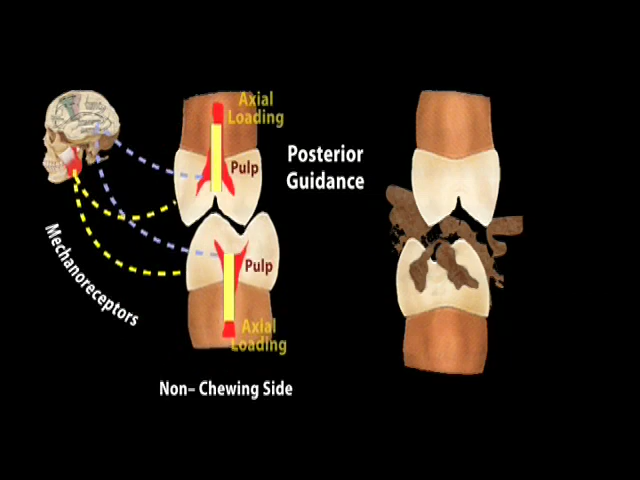 Axial
Loading
Pulp
Posterior
Guidance
Mechanoreceptors
Pulp
Axial
Loading
Non– Chewing Side